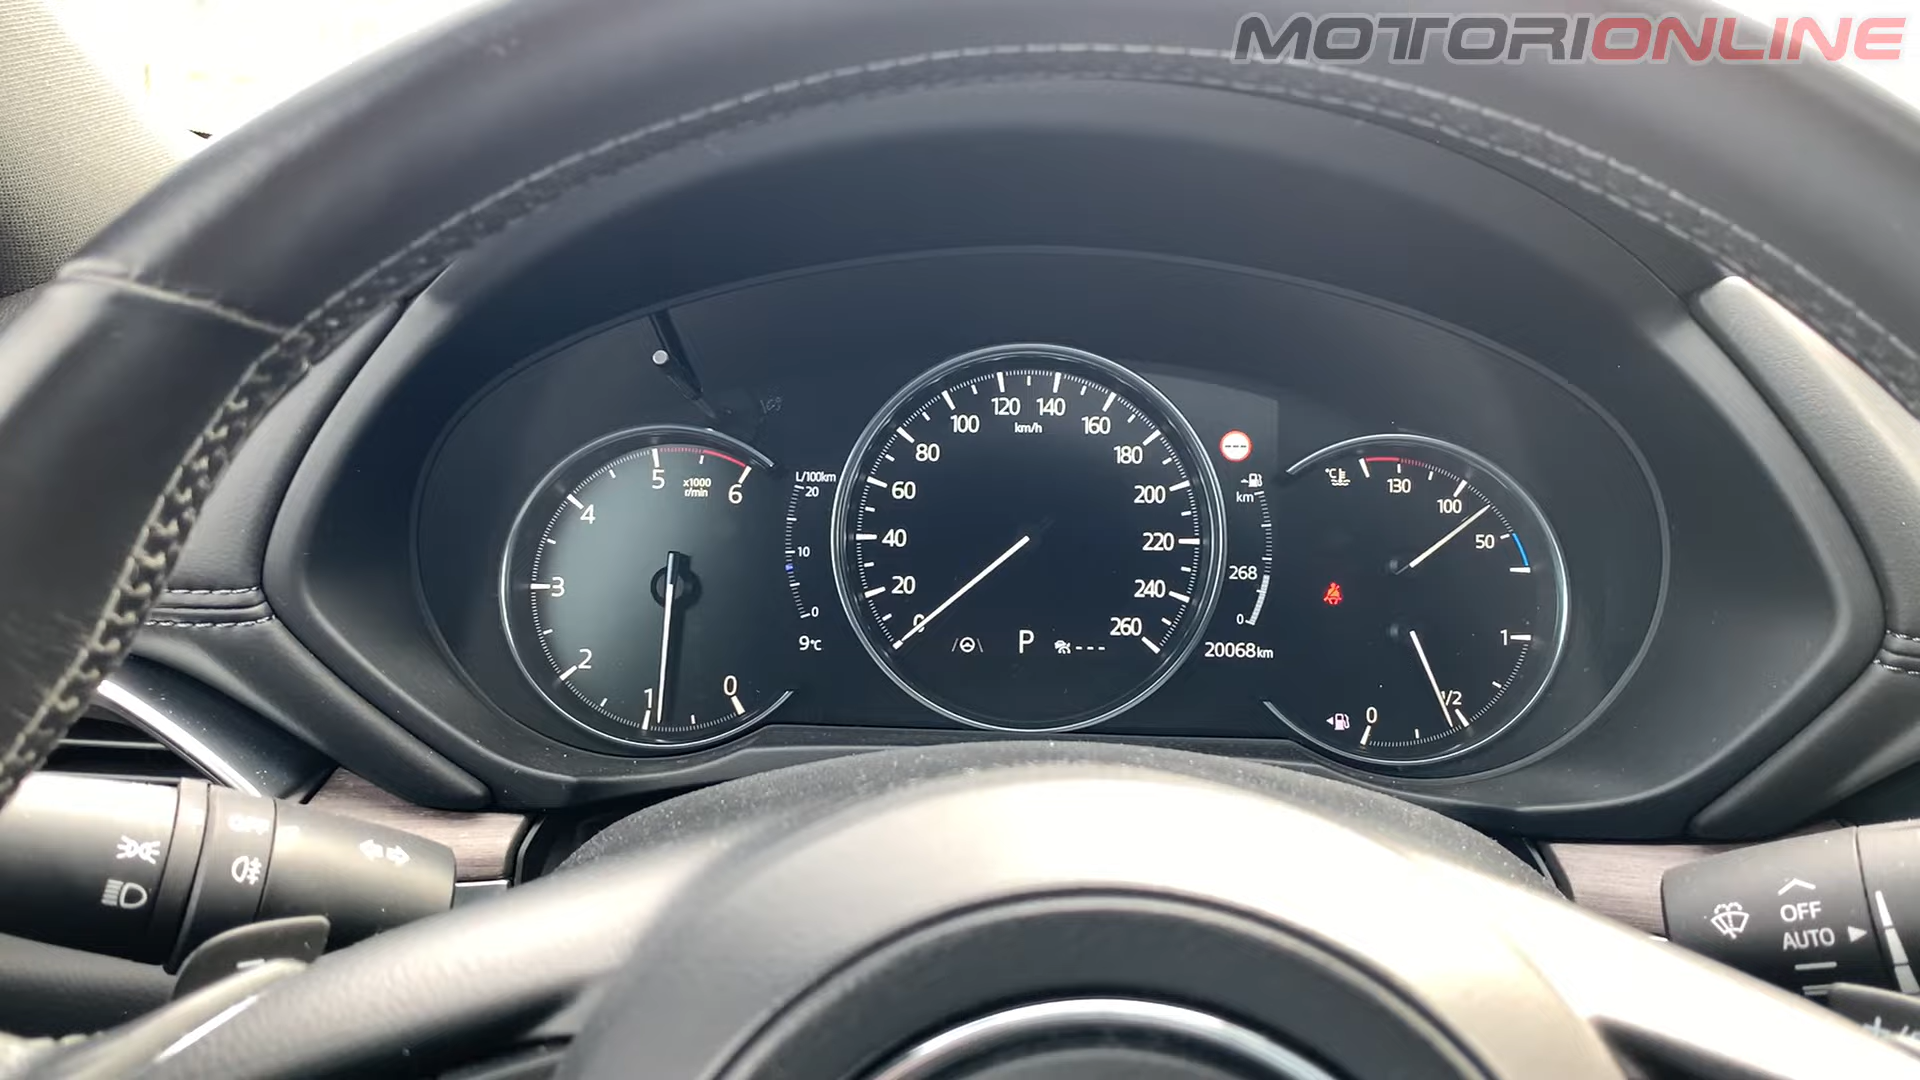 MOTORIONLINE
5
x1000
r/min
6
4
3
2
1
0
L/100km
20
10
0
9°C
120
140
100
km/h
160
80
180
60
200
40
220
20
240
0
260
P
---
---
km
268
0
20068km
°C
130
100
50
1
1/2
0
OFF
OFF
AUTO